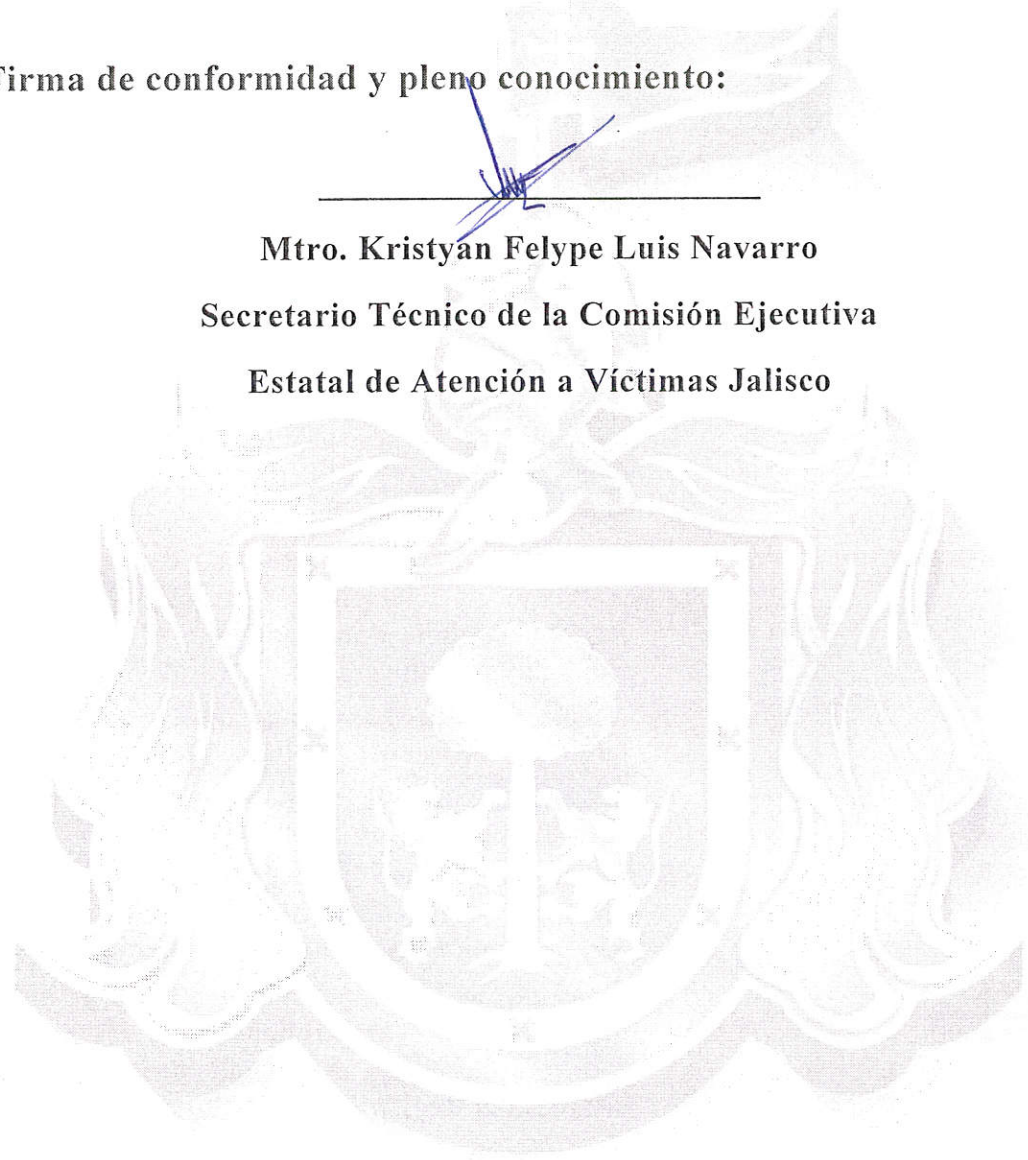 Firma de conformidad y pleno conocimiento:
Mtro. Kristyan Felype Luis Navarro
Secretario Técnico de la Comisión Ejecutiva
Estatal de Atención a Víctimas Jalisco